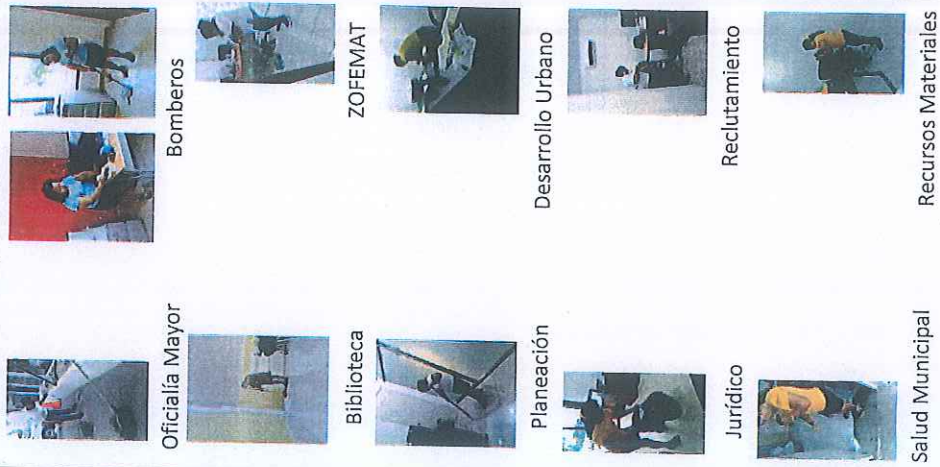 Oficialía Mayor
Bomberos
Biblioteca
ZOFEMAT
Planeación
Desarrollo Urbano
Jurídico
Reclutamiento
Salud Municipal
Recursos Materiales